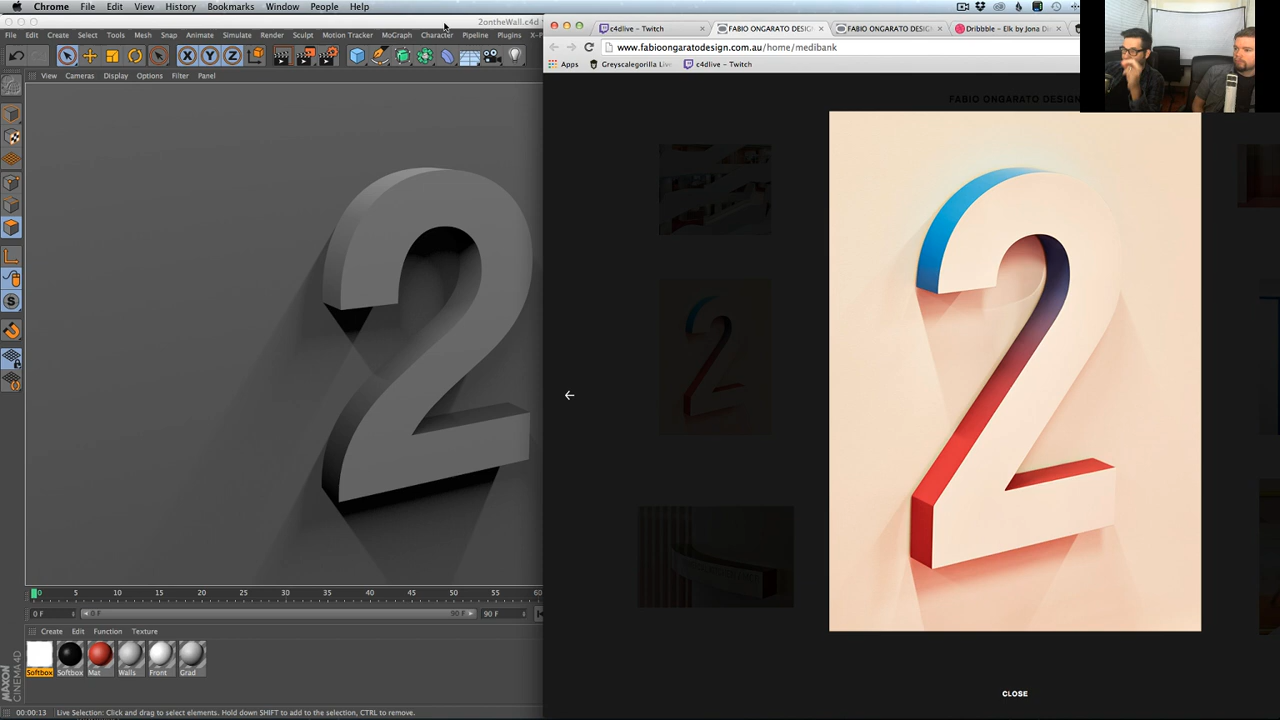 Chrome File Edit View History Bookmarks Window People Help
2ontheWall.c4d
File Edit Create Select Tools Mesh Snap Animate Simulate Render Sculpt Motion Tracker MoGraph Character Pipeline Plugins
View Cameras Display Options Filter Panel
c4dlive - Twitch
FABIO ONGARATO DESIGN
FABIO ONGARATO DESIGN
Dribbble - Elk by Jona D
www.fabioongaratodesign.com.au/home/medibank
Apps
Greyscalegorilla Liv
c4dlive - Twitch
FABIO ONGARATO DESIGN
2
2
X Y Z
S
0 5 10 15 20 25 30 35 40 45 50 55 60
0 F
0 F
90 F
90 F
Create Edit Function Texture
Softbox Softbox Mat Walls Front Grad
MAXON
CINEMA 4D
00:00:13 Live Selection: Click and drag to select elements. Hold down SHIFT to add to the selection, CTRL to remove.
CLOSE